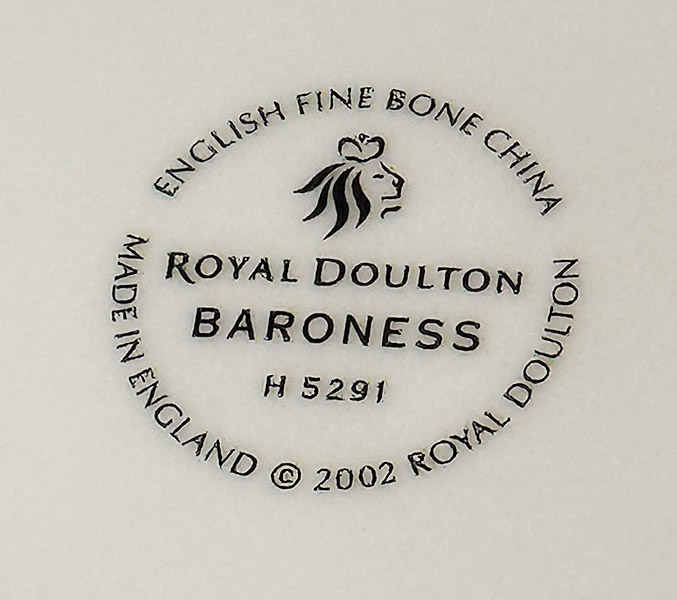 ENGLISH FINE BONE CHINA
ROYAL DOULTON
BARONESS
H 5291
MADE IN ENGLAND © 2002 ROYAL DOULTON